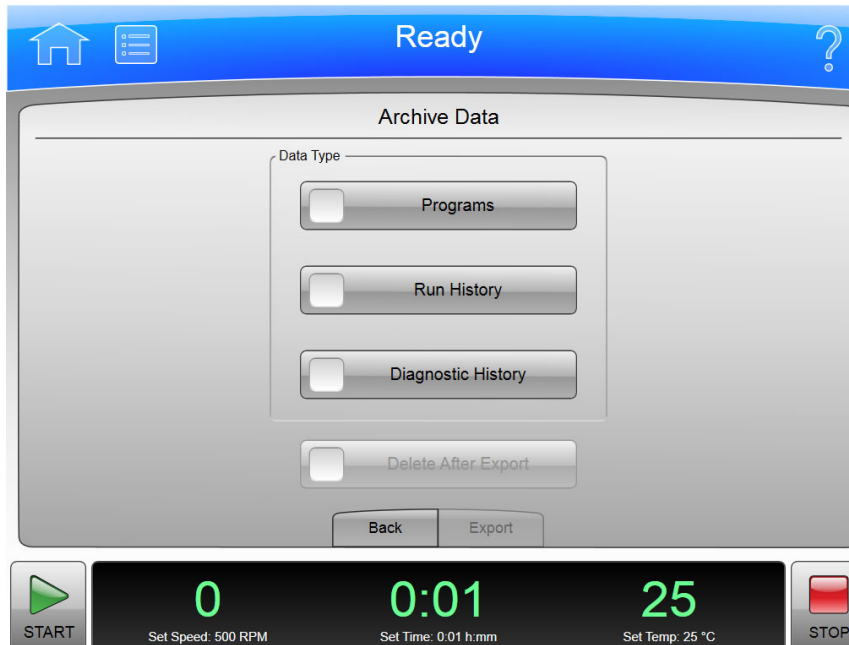 Ready
Archive Data
Data Type
Programs
Run History
Diagnostic History
Delete After Export
Back Export
0 0:01 25
START Set Speed: 500 RPM Set Time: 0:01 h:mm Set Temp: 25 °C STOP